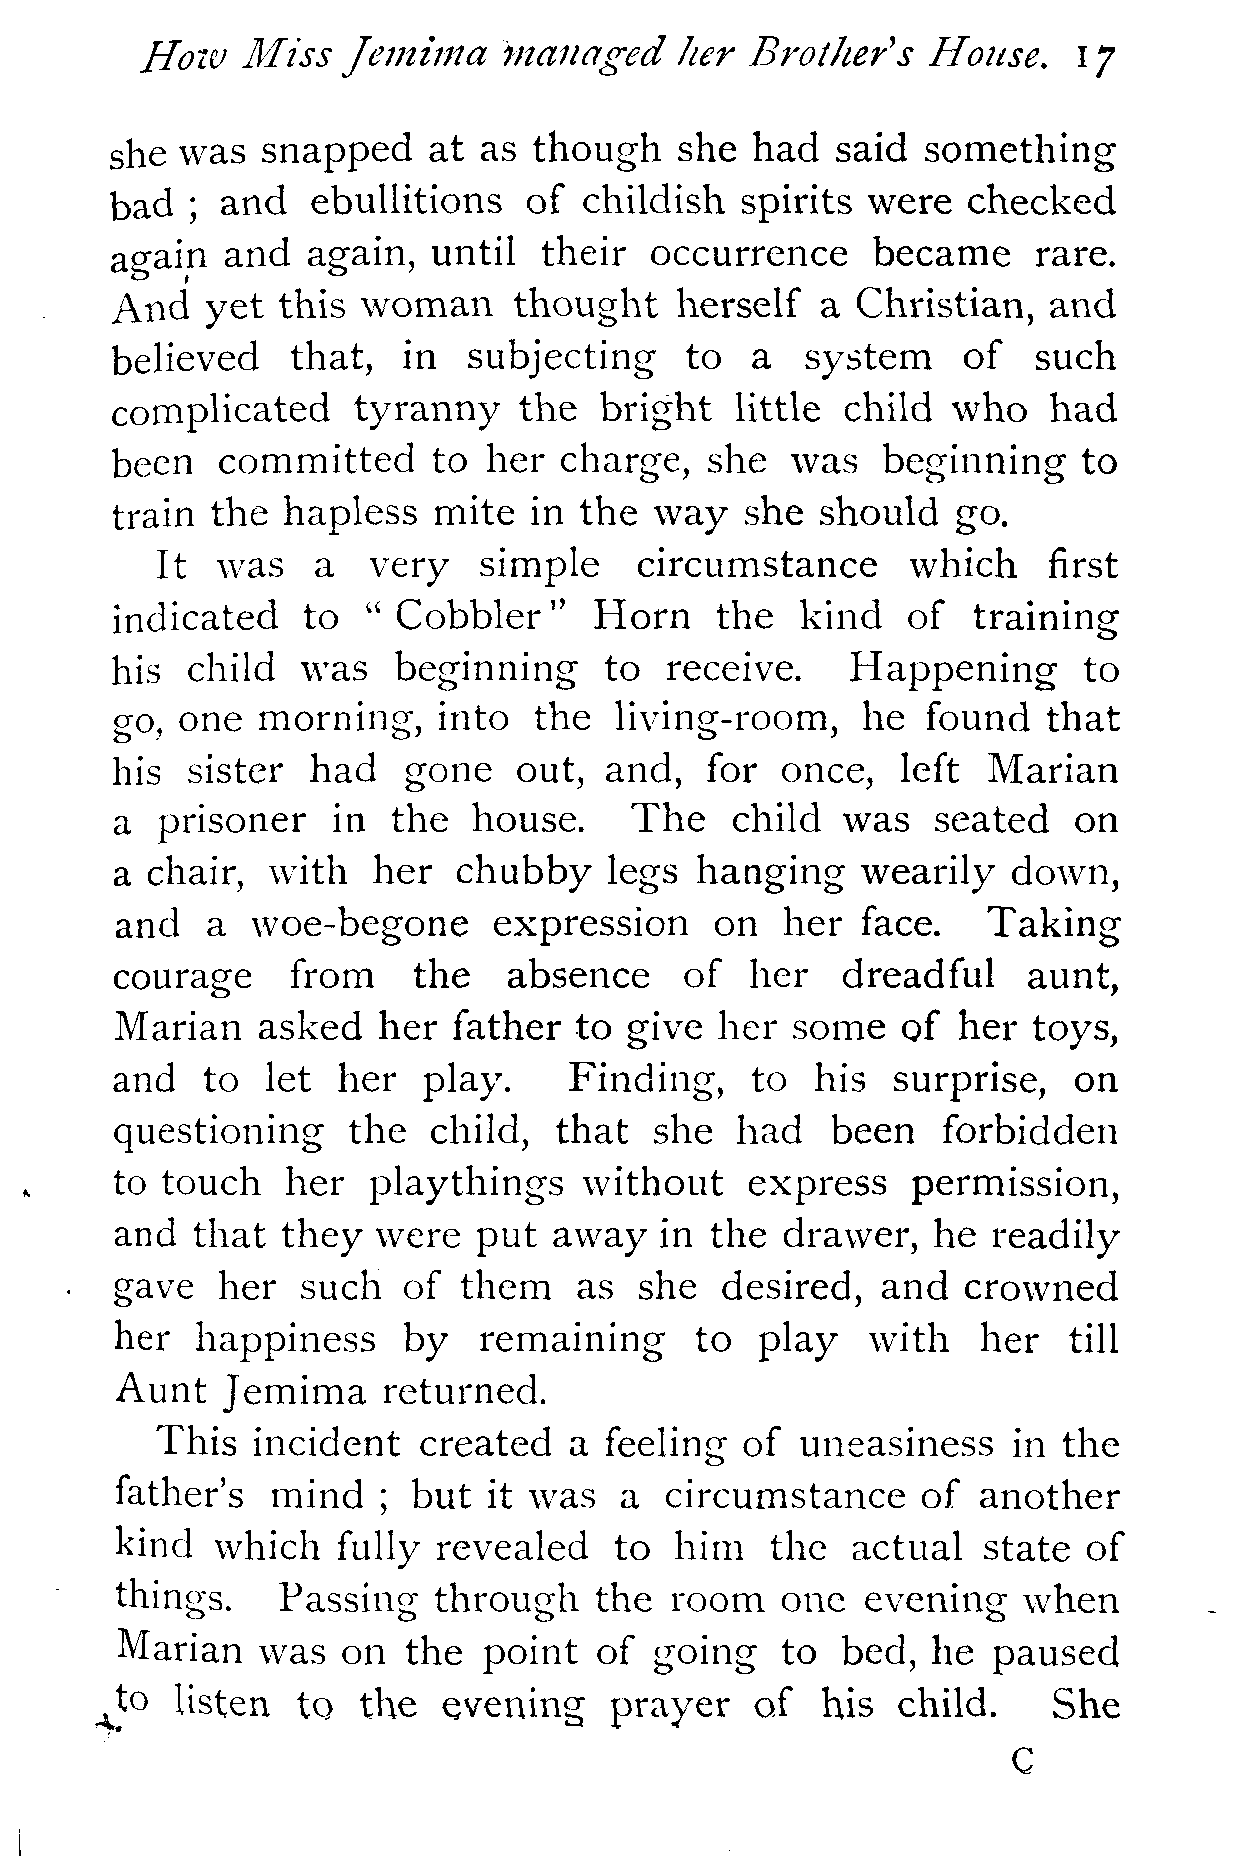 How Miss Jemima managed her Brother's House. 17
she was snapped at as though she had said something
bad ; and ebullitions of childish spirits were checked
again and again, until their occurrence became rare.
And yet this woman thought herself a Christian, and
believed that, in subjecting to a system of such
complicated tyranny the bright little child who had
been committed to her charge, she was beginning to
train the hapless mite in the way she should go.
It was a very simple circumstance which first
indicated to “ Cobbler ” Horn the kind of training
his child was beginning to receive. Happening to
go, one morning, into the living-room, he found that
his sister had gone out, and, for once, left Marian
a prisoner in the house. The child was seated on
a chair, with her chubby legs hanging wearily down,
and a woe-begone expression on her face. Taking
courage from the absence of her dreadful aunt,
Marian asked her father to give her some of her toys,
and to let her play. Finding, to his surprise, on
questioning the child, that she had been forbidden
to touch her playthings without express permission,
and that they were put away in the drawer, he readily
gave her such of them as she desired, and crowned
her happiness by remaining to play with her till
Aunt Jemima returned.
This incident created a feeling of uneasiness in the
father's mind ; but it was a circumstance of another
kind which fully revealed to him the actual state of
things. Passing through the room one evening when
Marian was on the point of going to bed, he paused
to listen to the evening prayer of his child. She
C